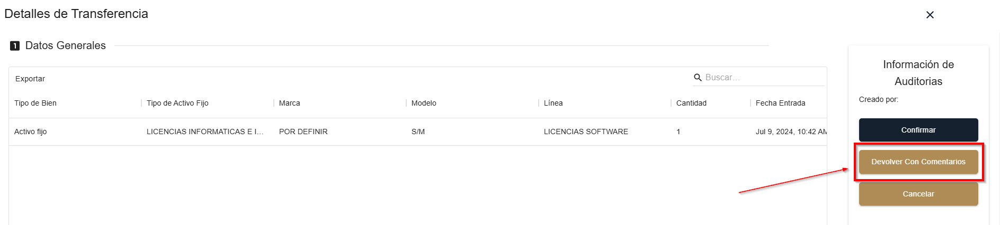 Detalles de Transferencia
1 Datos Generales
Exportar
Buscar...
Tipo de Bien
Tipo de Activo Fijo
Marca
Modelo
Línea
Cantidad
Fecha Entrada
Activo fijo
LICENCIAS INFORMATICAS E I...
POR DEFINIR
S/M
LICENCIAS SOFTWARE
1
Jul 9, 2024, 10:42 AM
Información de
Auditorias
Creado por:
Confirmar
Devolver Con Comentarios
Cancelar